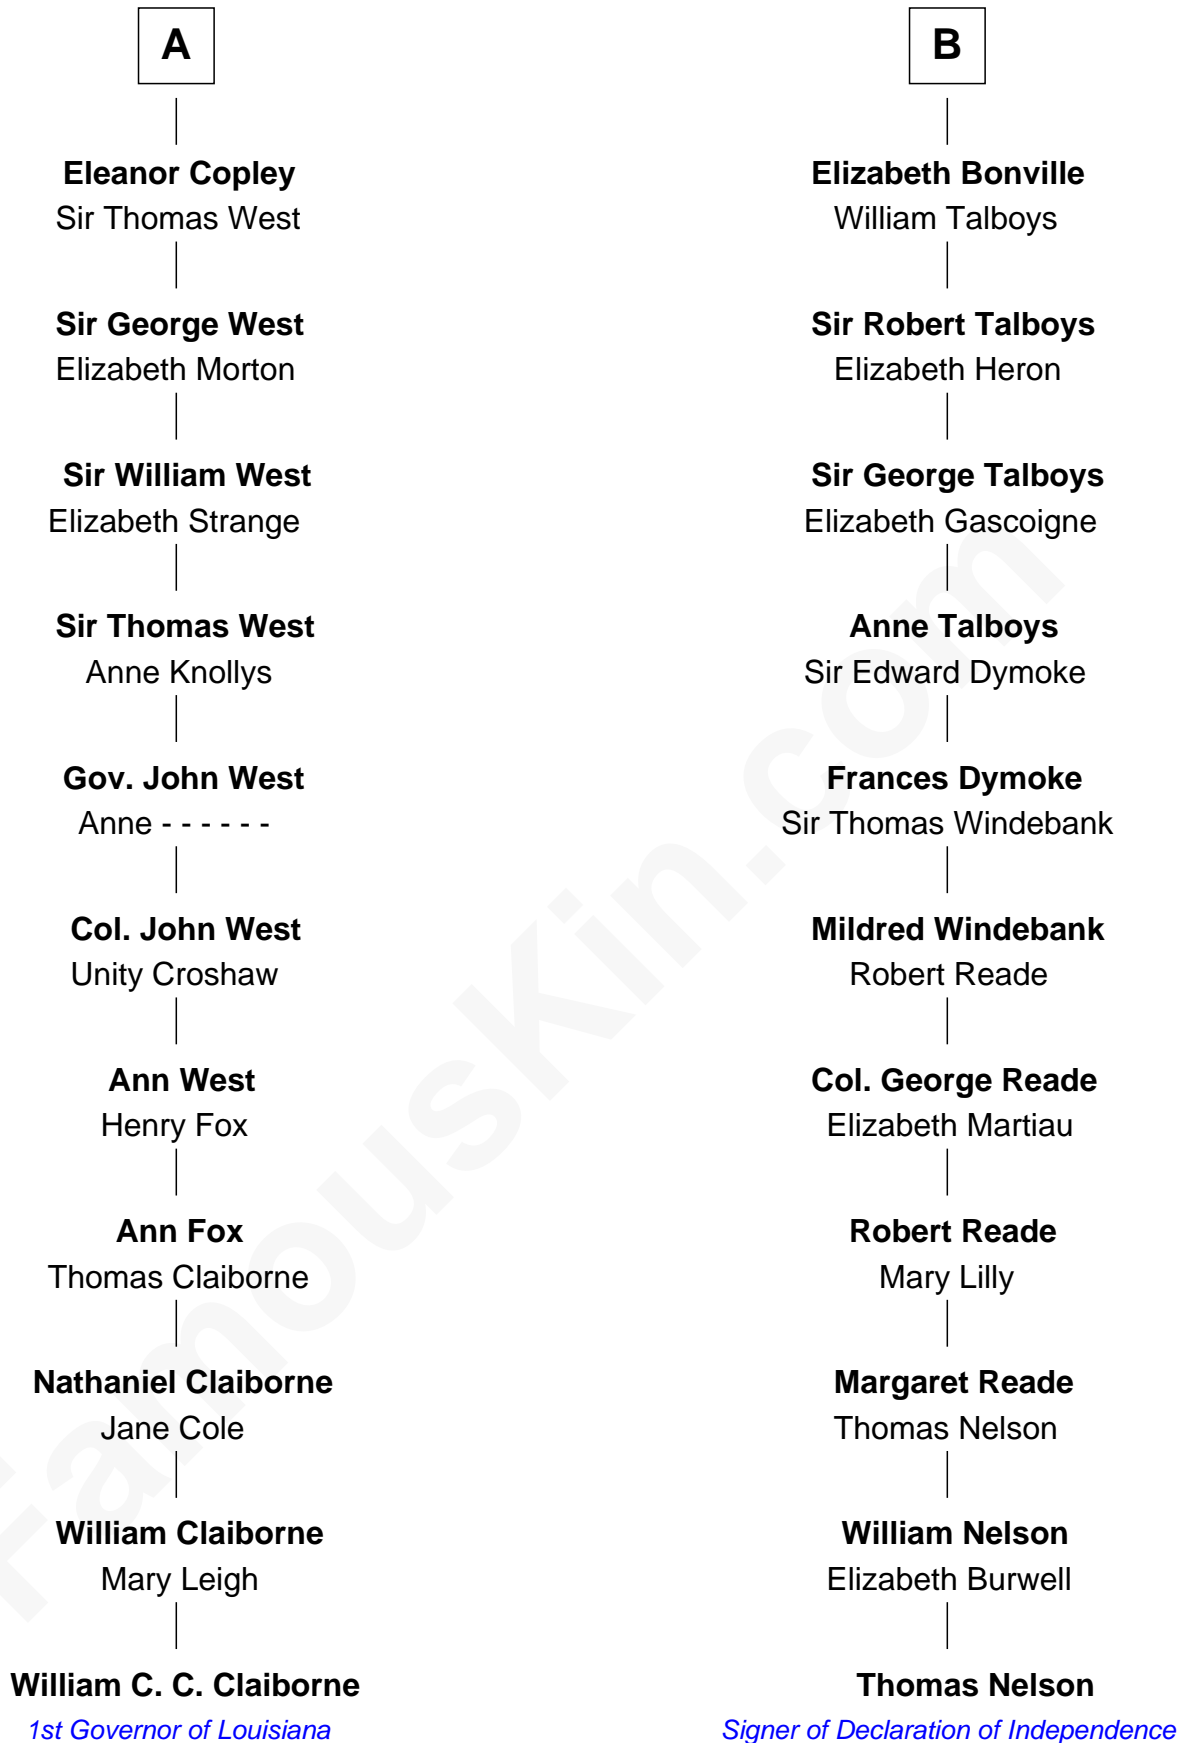 A
Eleanor Copley
Sir Thomas West
Sir George West
Elizabeth Morton
Sir William West
Elizabeth Strange
Sir Thomas West
Anne Knollys
Gov. John West
Anne - - - - - -
Col. John West
Unity Croshaw
Ann West
Henry Fox
Ann Fox
Thomas Claiborne
Nathaniel Claiborne
Jane Cole
William Claiborne
Mary Leigh
William C. C. Claiborne
1st Governor of Louisiana
B
Elizabeth Bonville
William Talboys
Sir Robert Talboys
Elizabeth Heron
Sir George Talboys
Elizabeth Gascoigne
Anne Talboys
Sir Edward Dymoke
Frances Dymoke
Sir Thomas Windebank
Mildred Windebank
Robert Reade
Col. George Reade
Elizabeth Martiau
Robert Reade
Mary Lilly
Margaret Reade
Thomas Nelson
William Nelson
Elizabeth Burwell
Thomas Nelson
Signer of Declaration of Independence
FamousKin.com